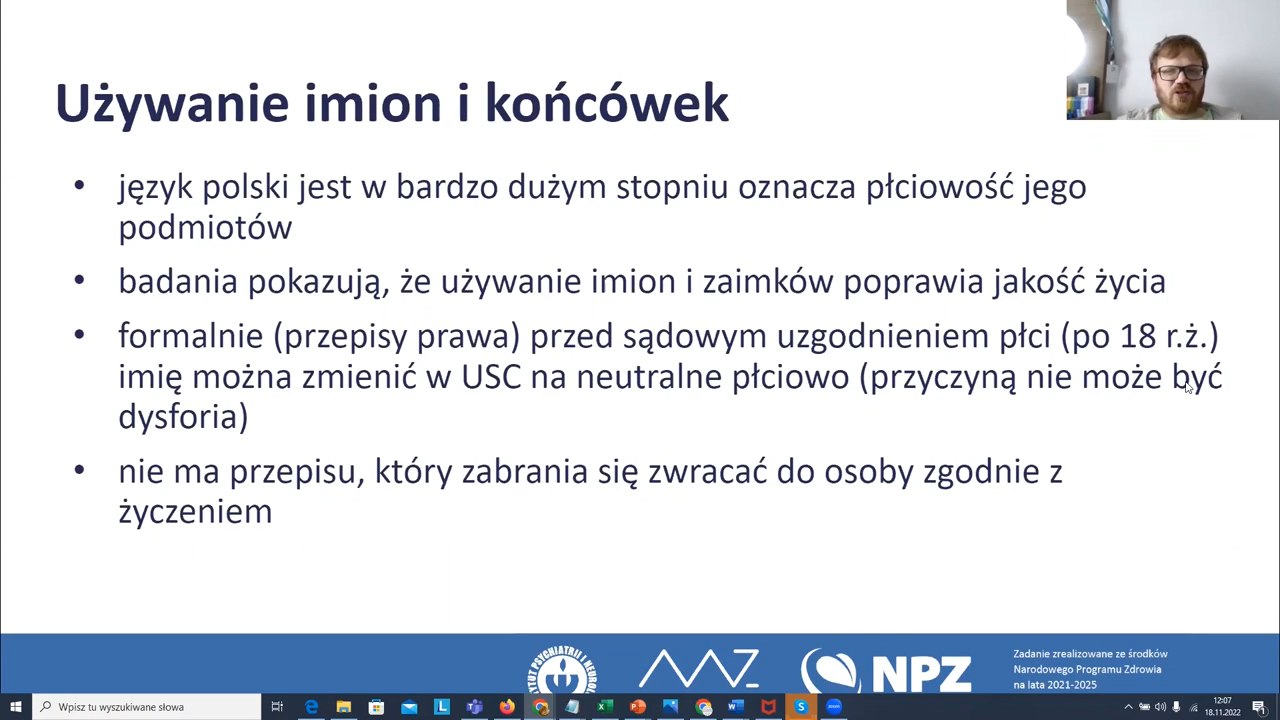 Używanie imion i końcówek
• język polski jest w bardzo dużym stopniu oznacza płciowość jego
podmiotów
• badania pokazują, że używanie imion i zaimków poprawia jakość życia
• formalnie (przepisy prawa) przed sądowym uzgodnieniem płci (po 18 r.ż.)
imię można zmienić w USC na neutralne płciowo (przyczyną nie może być
dysforia)
• nie ma przepisu, który zabrania się zwracać do osoby zgodnie z
życzeniem
NPZ
Zadanie zrealizowane ze środków
Narodowego Programu Zdrowia
na lata 2021-2025
Wpisz tu wyszukiwane słowa
12:07
18.11.2022